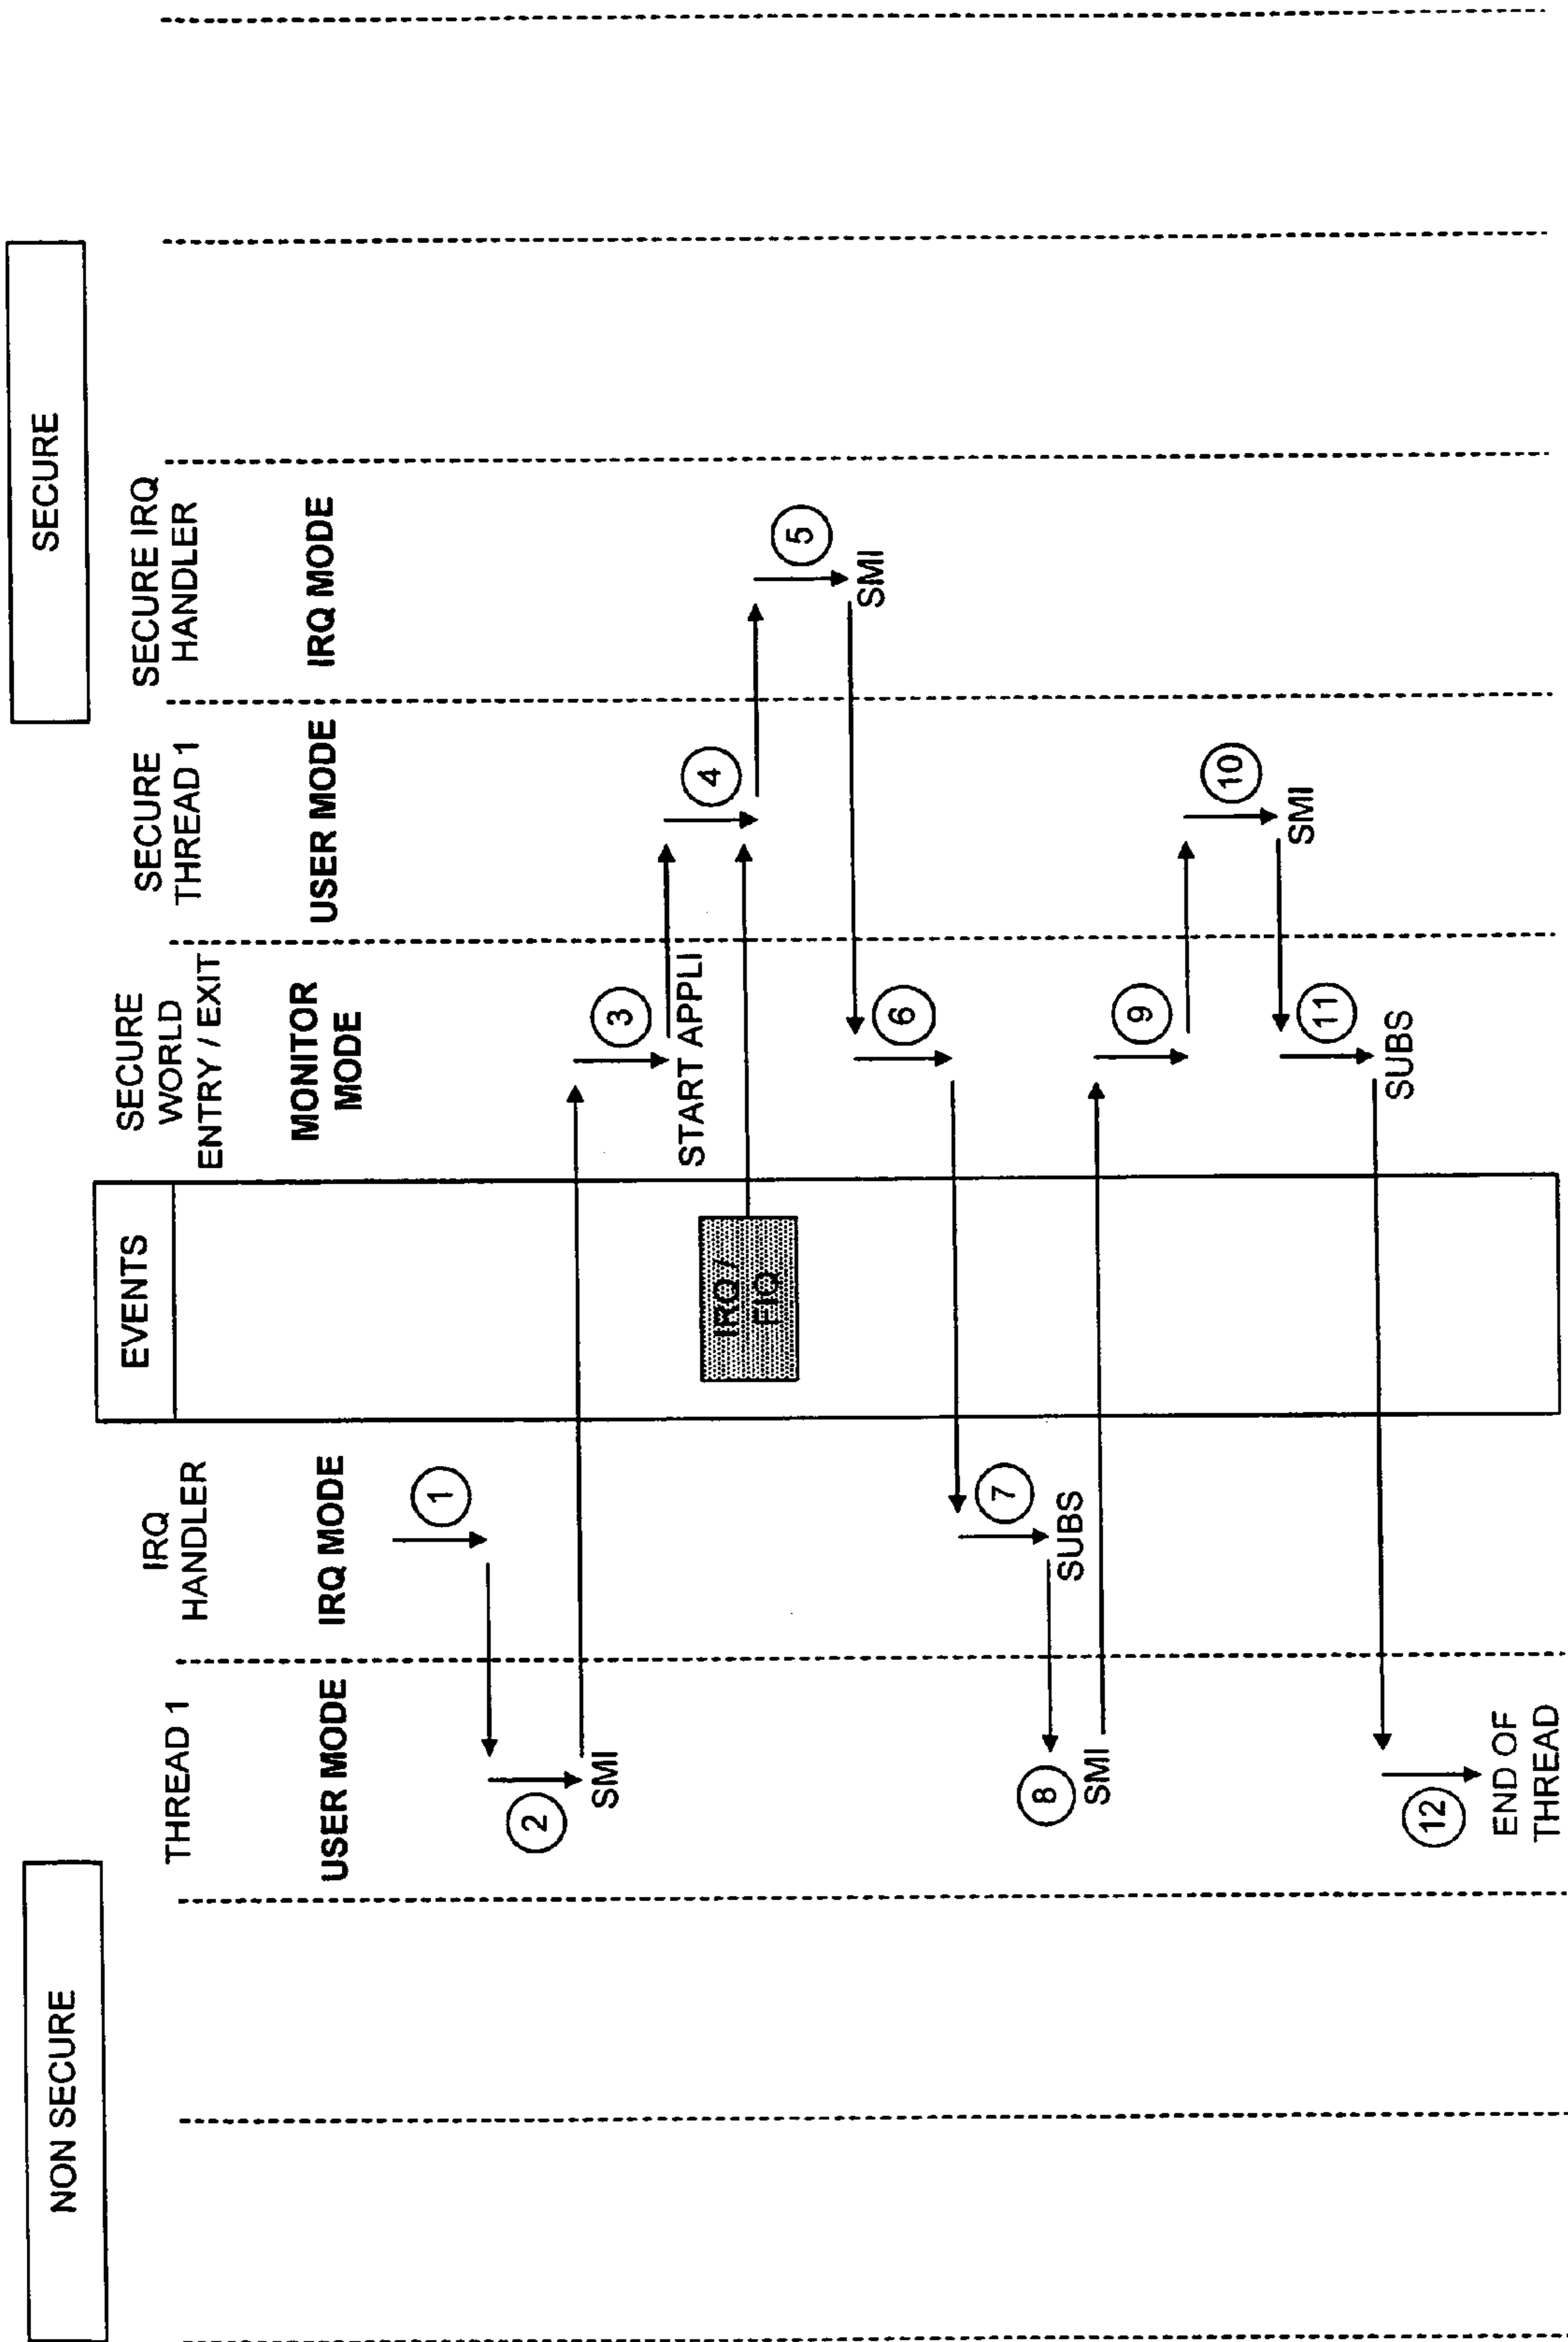 NON SECURE
SECURE
THREAD 1
USER MODE
IRQ
HANDLER
IRQ MODE
EVENTS
SECURE
WORLD
ENTRY / EXIT
MONITOR
MODE
SECURE
THREAD 1
USER MODE
SECURE IRQ
HANDLER
IRQ MODE
1
2
SMI
3
START APPLI
IRQ /
FIQ
4
5
SMI
6
7
SUBS
8
SMI
9
10
SMI
11
SUBS
12
END OF
THREAD